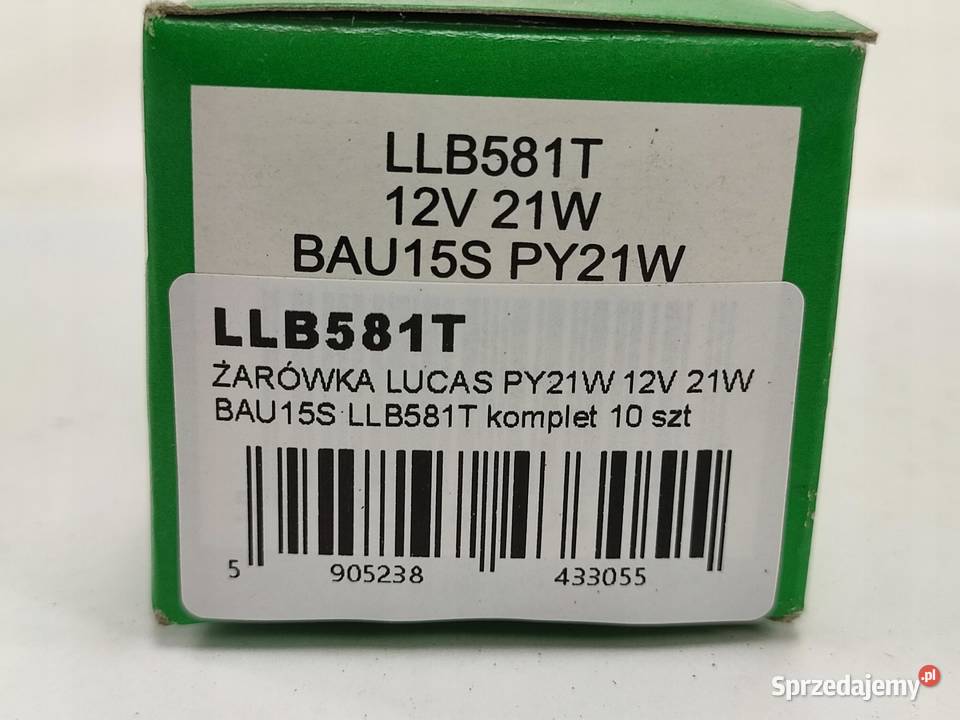 LLB581T
12V 21W
BAU15S PY21W
LLB581T
ŻARÓWKA LUCAS PY21W 12V 21W
BAU15S LLB581T komplet 10 szt
5 905238 433055
Sprzedajemy.pl